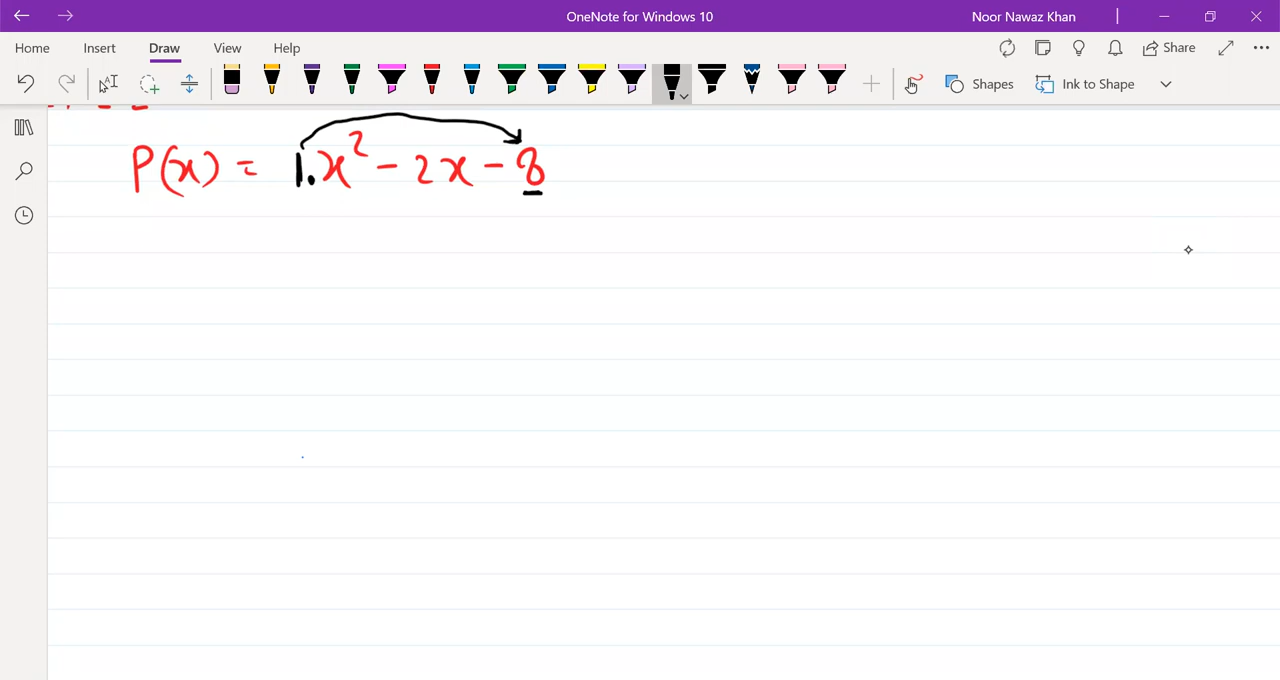 OneNote for Windows 10
Noor Nawaz Khan
Home Insert Draw View Help
Share
Shapes
Ink to Shape
P(x) = 1.x² - 2x - 8